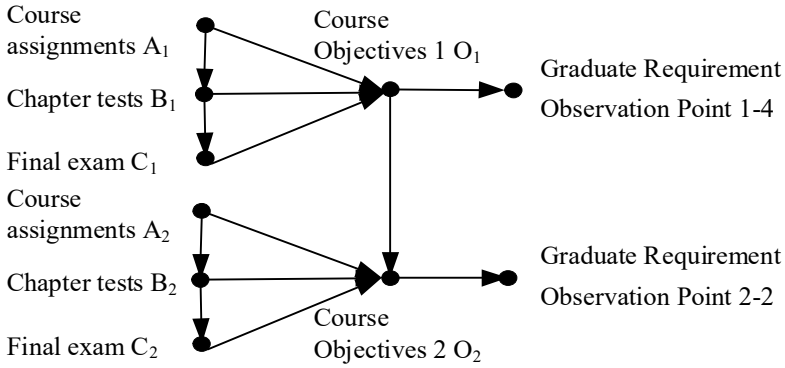 Course
assignments A₁
Course
Objectives 1 O₁
Graduate Requirement
Observation Point 1-4
Chapter tests B₁
Final exam C₁
Course
assignments A₂
Chapter tests B₂
Graduate Requirement
Observation Point 2-2
Final exam C₂
Course
Objectives 2 O₂